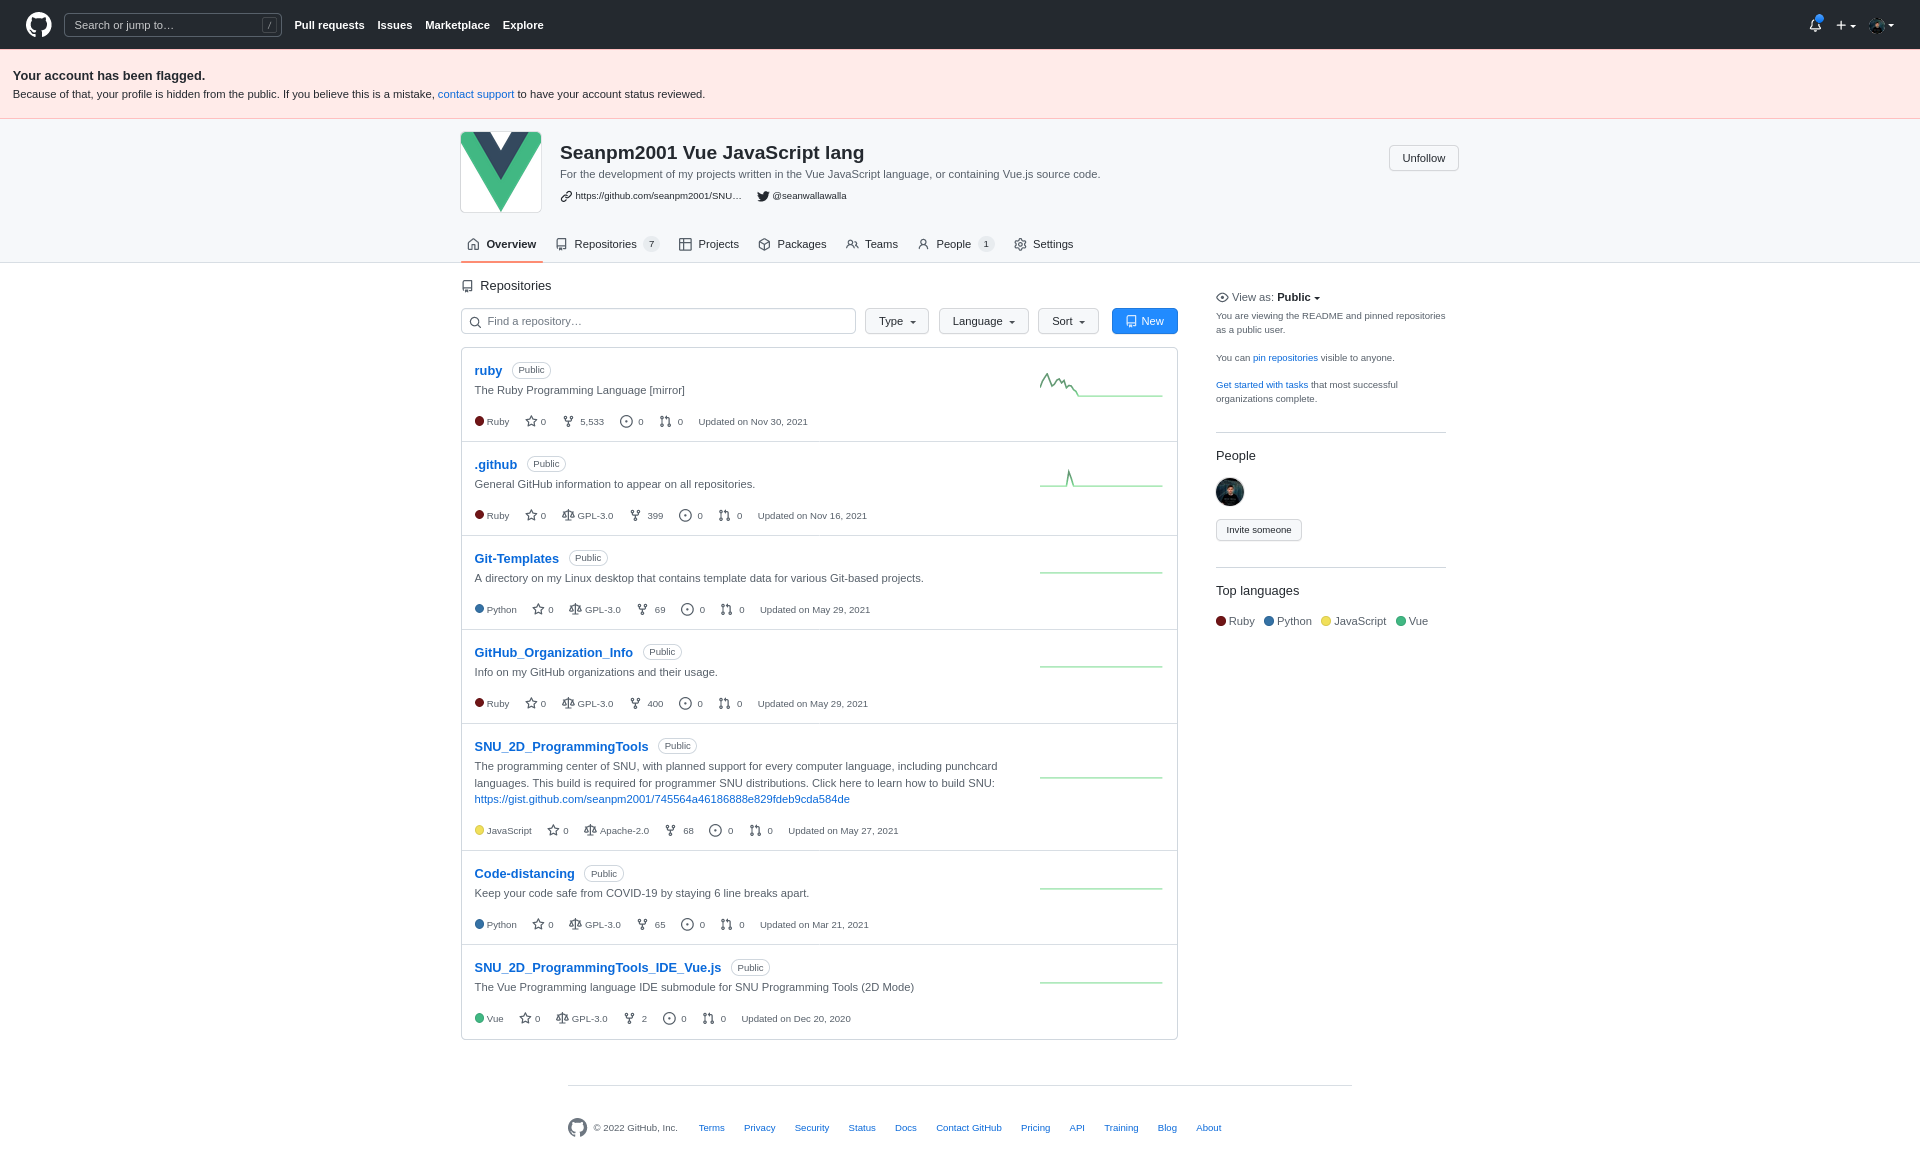 Search or jump to…
/
Pull requests Issues Marketplace Explore
Your account has been flagged.
Because of that, your profile is hidden from the public. If you believe this is a mistake, contact support to have your account status reviewed.
Seanpm2001 Vue JavaScript lang
Unfollow
For the development of my projects written in the Vue JavaScript language, or containing Vue.js source code.
https://github.com/seanpm2001/SNU… @seanwallawalla
Overview Repositories 7 Projects Packages Teams People 1 Settings
Repositories
Find a repository… Type Language Sort New
ruby Public
The Ruby Programming Language [mirror]
Ruby 0 5,533 0 0 Updated on Nov 30, 2021
.github Public
General GitHub information to appear on all repositories.
Ruby 0 GPL-3.0 399 0 0 Updated on Nov 16, 2021
Git-Templates Public
A directory on my Linux desktop that contains template data for various Git-based projects.
Python 0 GPL-3.0 69 0 0 Updated on May 29, 2021
GitHub_Organization_Info Public
Info on my GitHub organizations and their usage.
Ruby 0 GPL-3.0 400 0 0 Updated on May 29, 2021
SNU_2D_ProgrammingTools Public
The programming center of SNU, with planned support for every computer language, including punchcard
languages. This build is required for programmer SNU distributions. Click here to learn how to build SNU:
https://gist.github.com/seanpm2001/745564a46186888e829fdeb9cda584de
JavaScript 0 Apache-2.0 68 0 0 Updated on May 27, 2021
Code-distancing Public
Keep your code safe from COVID-19 by staying 6 line breaks apart.
Python 0 GPL-3.0 65 0 0 Updated on Mar 21, 2021
SNU_2D_ProgrammingTools_IDE_Vue.js Public
The Vue Programming language IDE submodule for SNU Programming Tools (2D Mode)
Vue 0 GPL-3.0 2 0 0 Updated on Dec 20, 2020
View as: Public
You are viewing the README and pinned repositories
as a public user.
You can pin repositories visible to anyone.
Get started with tasks that most successful
organizations complete.
People
Invite someone
Top languages
Ruby Python JavaScript Vue
© 2022 GitHub, Inc. Terms Privacy Security Status Docs Contact GitHub Pricing API Training Blog About